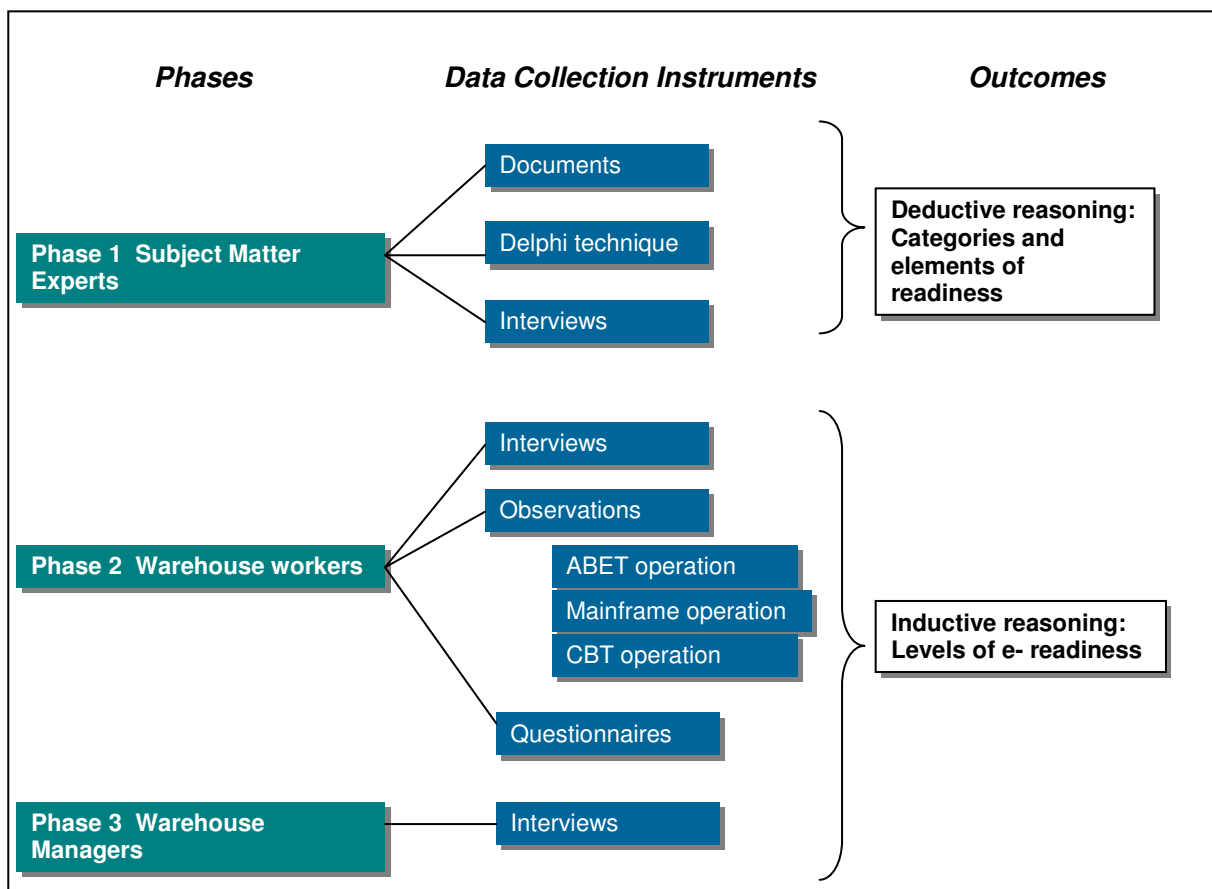 Phases Data Collection Instruments Outcomes
Documents
Delphi technique
Interviews
Phase 1 Subject Matter
Experts
Deductive reasoning:
Categories and
elements of
readiness
Interviews
Observations
ABET operation
Mainframe operation
CBT operation
Questionnaires
Phase 2 Warehouse workers
Inductive reasoning:
Levels of e- readiness
Phase 3 Warehouse
Managers
Interviews